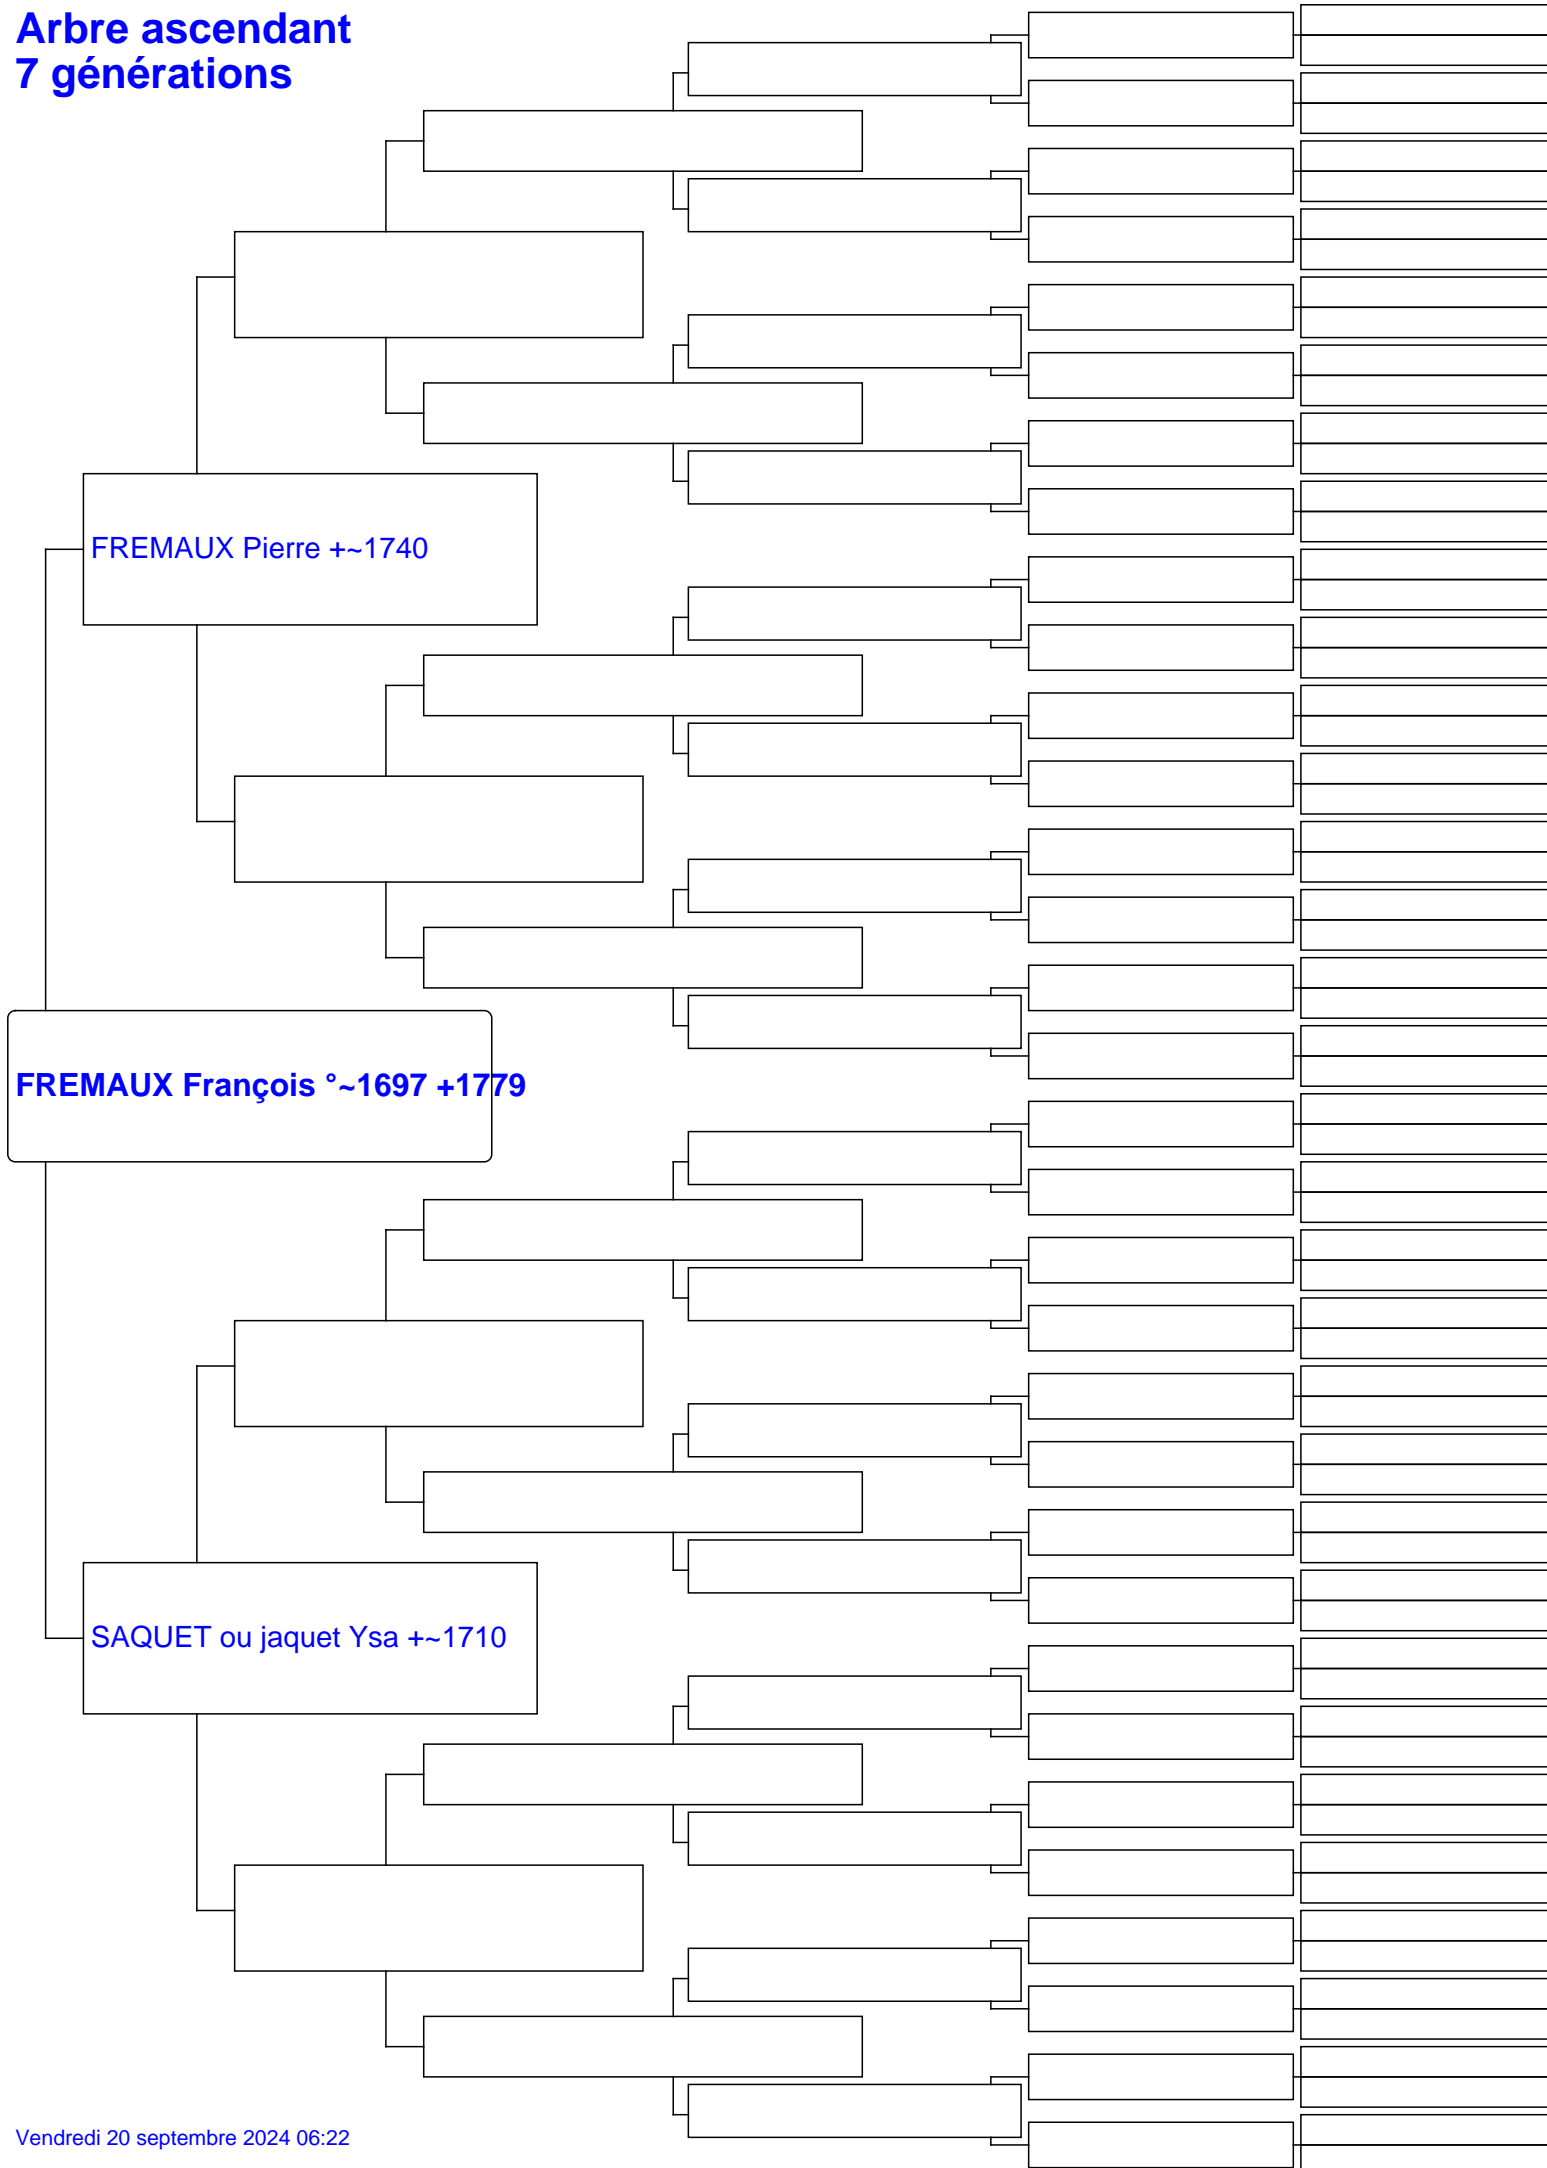 Arbre ascendant
7 générations
FREMAUX Pierre +~1740
FREMAUX François °~1697 +1779
SAQUET ou jaquet Ysa +~1710
Vendredi 20 septembre 2024 06:22